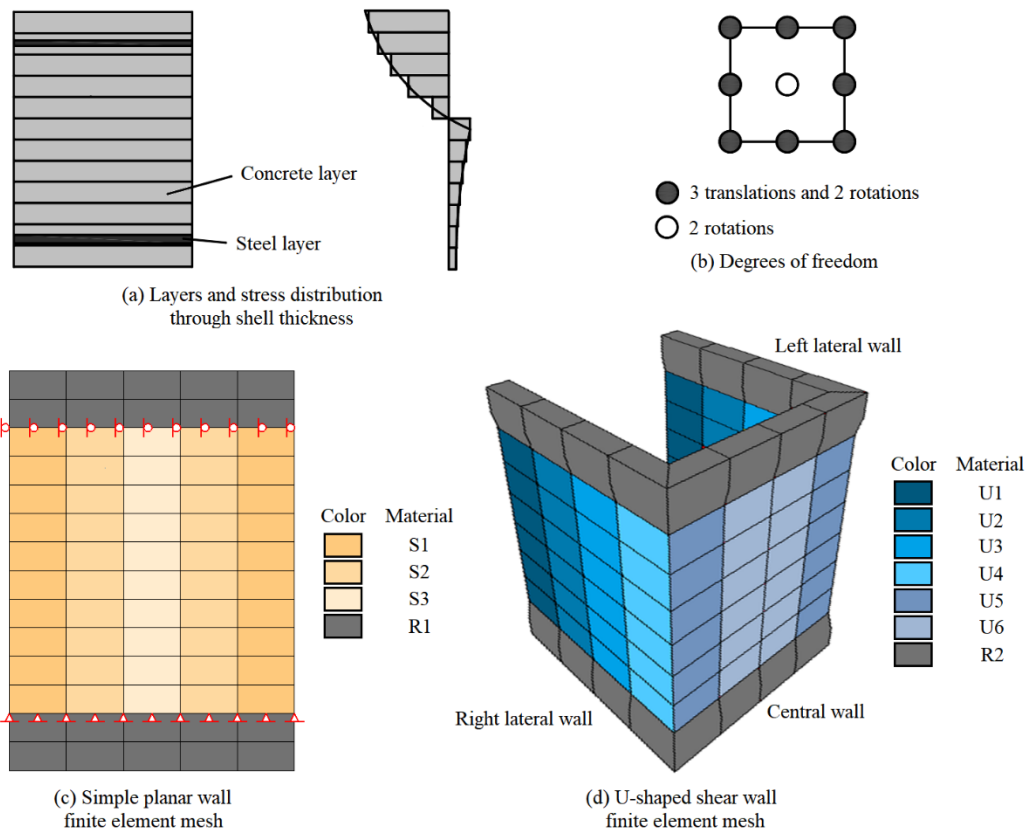 Concrete layer
Steel layer
(a) Layers and stress distribution
through shell thickness
3 translations and 2 rotations
2 rotations
(b) Degrees of freedom
Color Material
S1
S2
S3
R1
(c) Simple planar wall
finite element mesh
Left lateral wall
Right lateral wall
Central wall
Color Material
U1
U2
U3
U4
U5
U6
R2
(d) U-shaped shear wall
finite element mesh